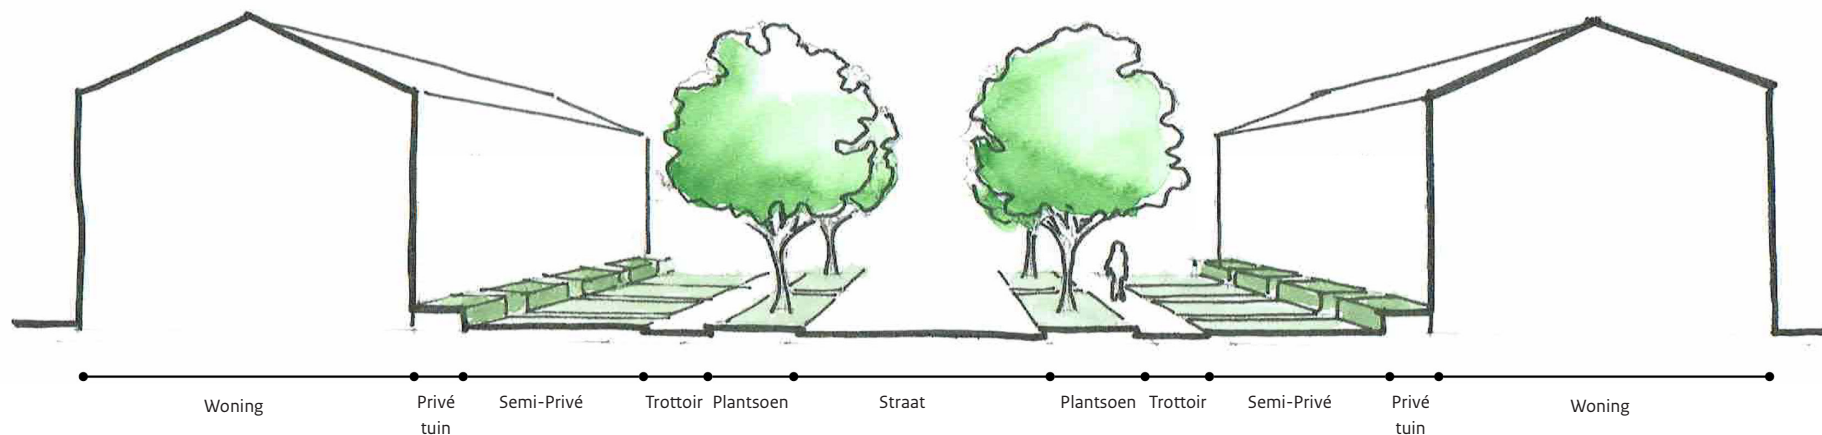 Woning
Privé
tuin
Semi-Privé
Trottoir
Plantsoen
Straat
Plantsoen
Trottoir
Semi-Privé
Privé
tuin
Woning